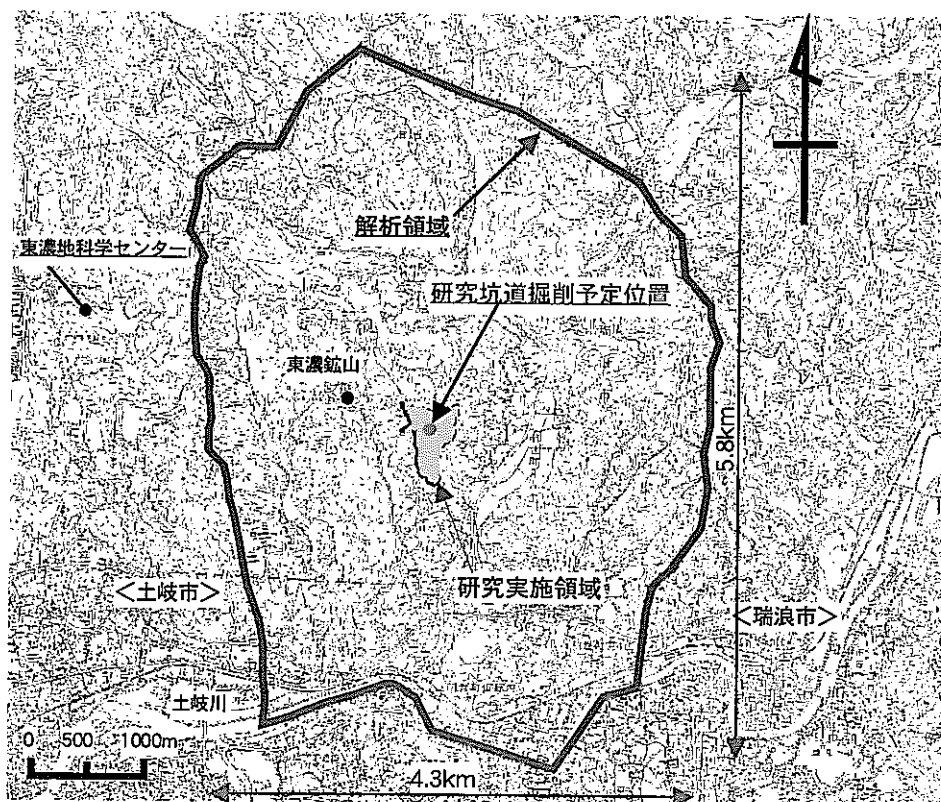 解析領域
東濃地科学センター
研究坑道掘削予定位置
東濃鉱山
5.8km
研究実施領域
<土岐市>
<瑞浪市>
土岐川
0 500 1000m
4.3km